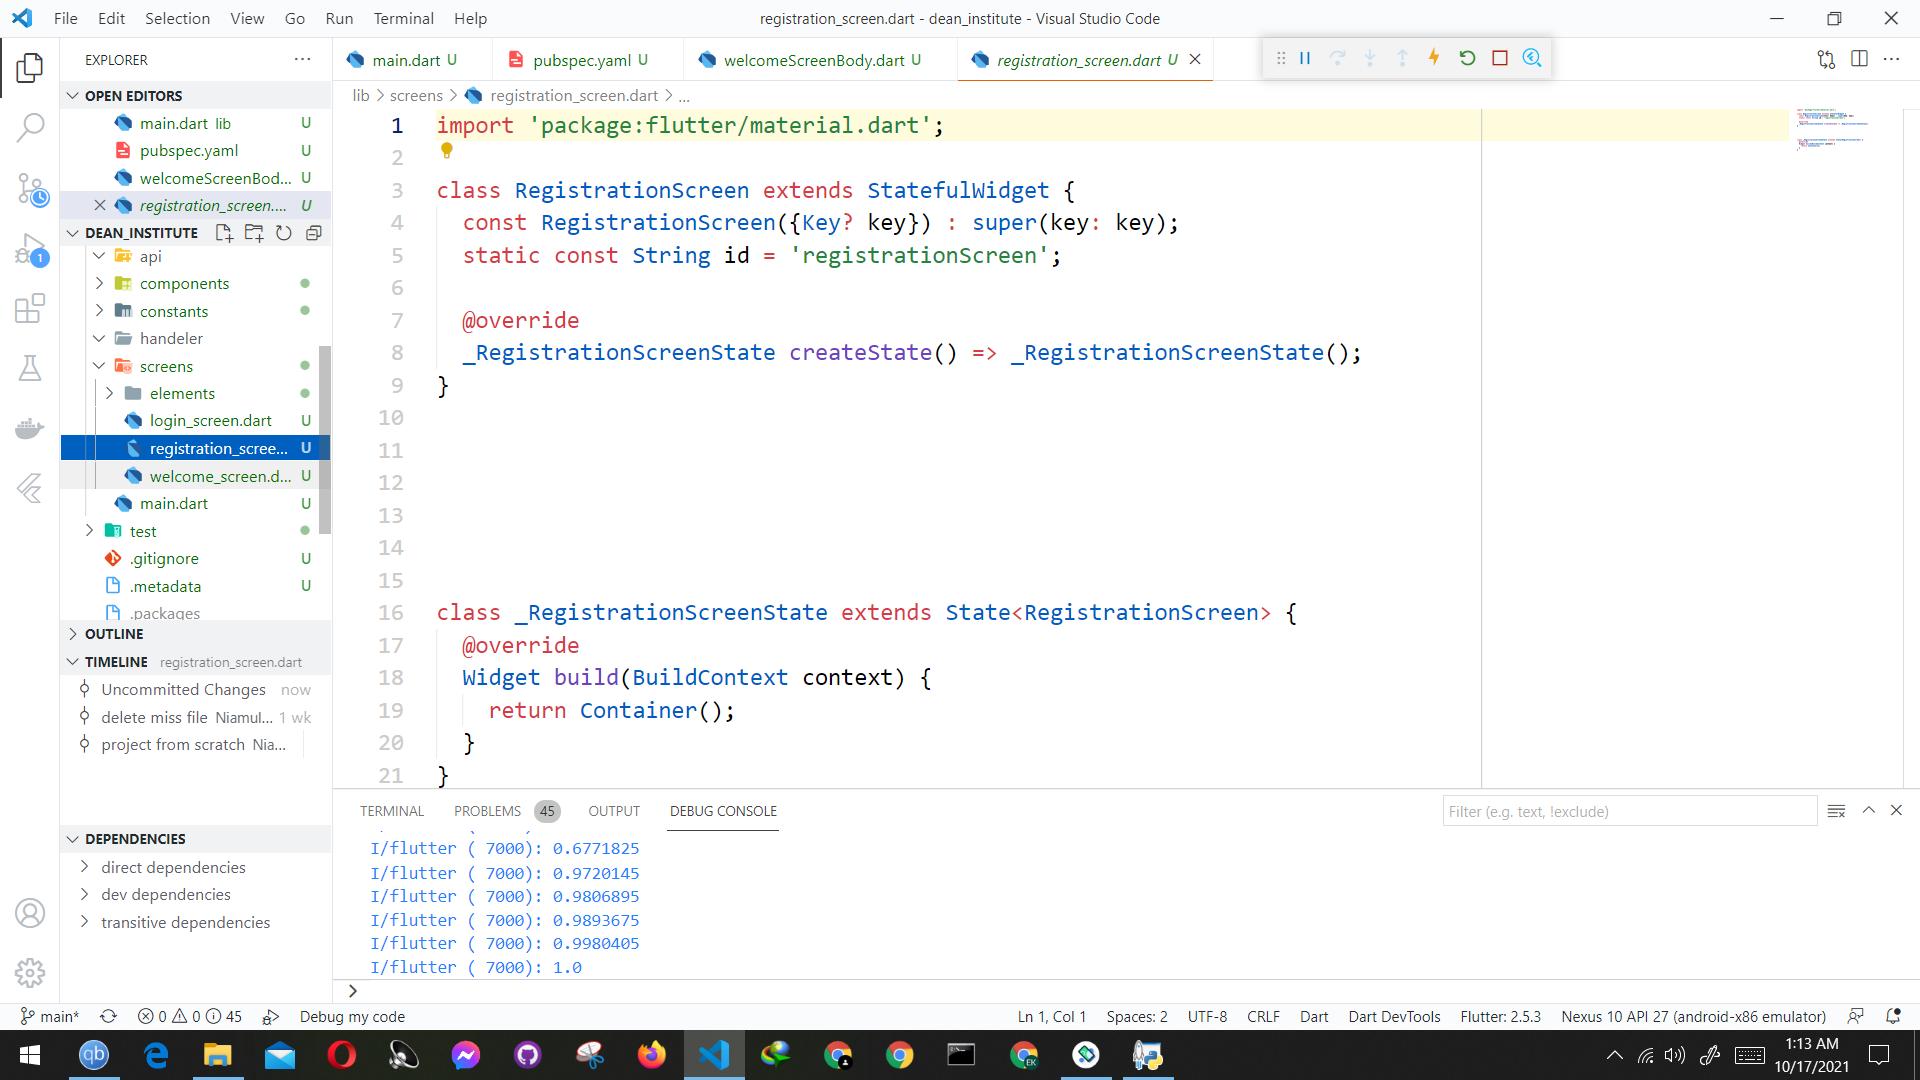 File Edit Selection View Go Run Terminal Help
registration_screen.dart - dean_institute - Visual Studio Code
EXPLORER
OPEN EDITORS
main.dart lib U
pubspec.yaml U
welcomeScreenBod... U
registration_screen.... U
DEAN_INSTITUTE
api
components
constants
handeler
screens
elements
login_screen.dart U
registration_scree... U
welcome_screen.d... U
main.dart U
test
.gitignore U
.metadata U
.packages
OUTLINE
TIMELINE registration_screen.dart
Uncommitted Changes now
delete miss file Niamul... 1 wk
project from scratch Nia...
DEPENDENCIES
direct dependencies
dev dependencies
transitive dependencies
main.dart U
pubspec.yaml U
welcomeScreenBody.dart U
registration_screen.dart U
lib > screens > registration_screen.dart > ...
1 import 'package:flutter/material.dart';
2
3 class RegistrationScreen extends StatefulWidget {
4 const RegistrationScreen({Key? key}) : super(key: key);
5 static const String id = 'registrationScreen';
6
7 @override
8 _RegistrationScreenState createState() => _RegistrationScreenState();
9 }
10
11
12
13
14
15
16 class _RegistrationScreenState extends State<RegistrationScreen> {
17 @override
18 Widget build(BuildContext context) {
19 return Container();
20 }
21 }
TERMINAL PROBLEMS 45 OUTPUT DEBUG CONSOLE
Filter (e.g. text, !exclude)
I/flutter ( 7000): 0.6771825
I/flutter ( 7000): 0.9720145
I/flutter ( 7000): 0.9806895
I/flutter ( 7000): 0.9893675
I/flutter ( 7000): 0.9980405
I/flutter ( 7000): 1.0
main* 0 0 45 Debug my code
Ln 1, Col 1 Spaces: 2 UTF-8 CRLF Dart Dart DevTools Flutter: 2.5.3 Nexus 10 API 27 (android-x86 emulator)
1:13 AM
10/17/2021